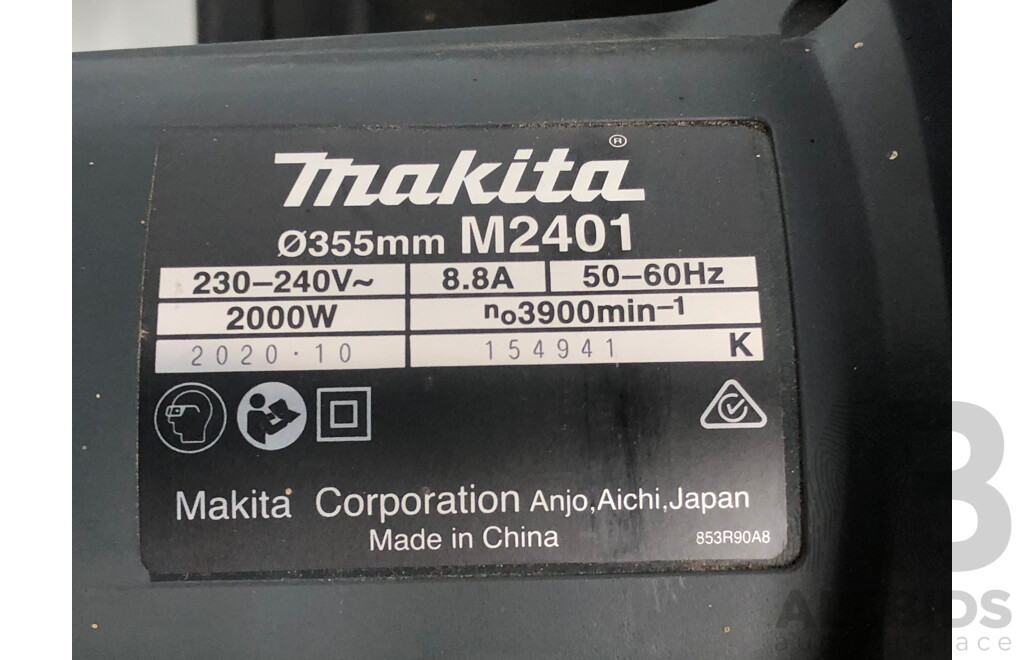 makita®
Ø355mm M2401
230–240V~ 8.8A 50–60Hz
2000W n₀3900min⁻¹
2020·10 154941 K
Makita Corporation Anjo,Aichi,Japan
Made in China 853R90A8